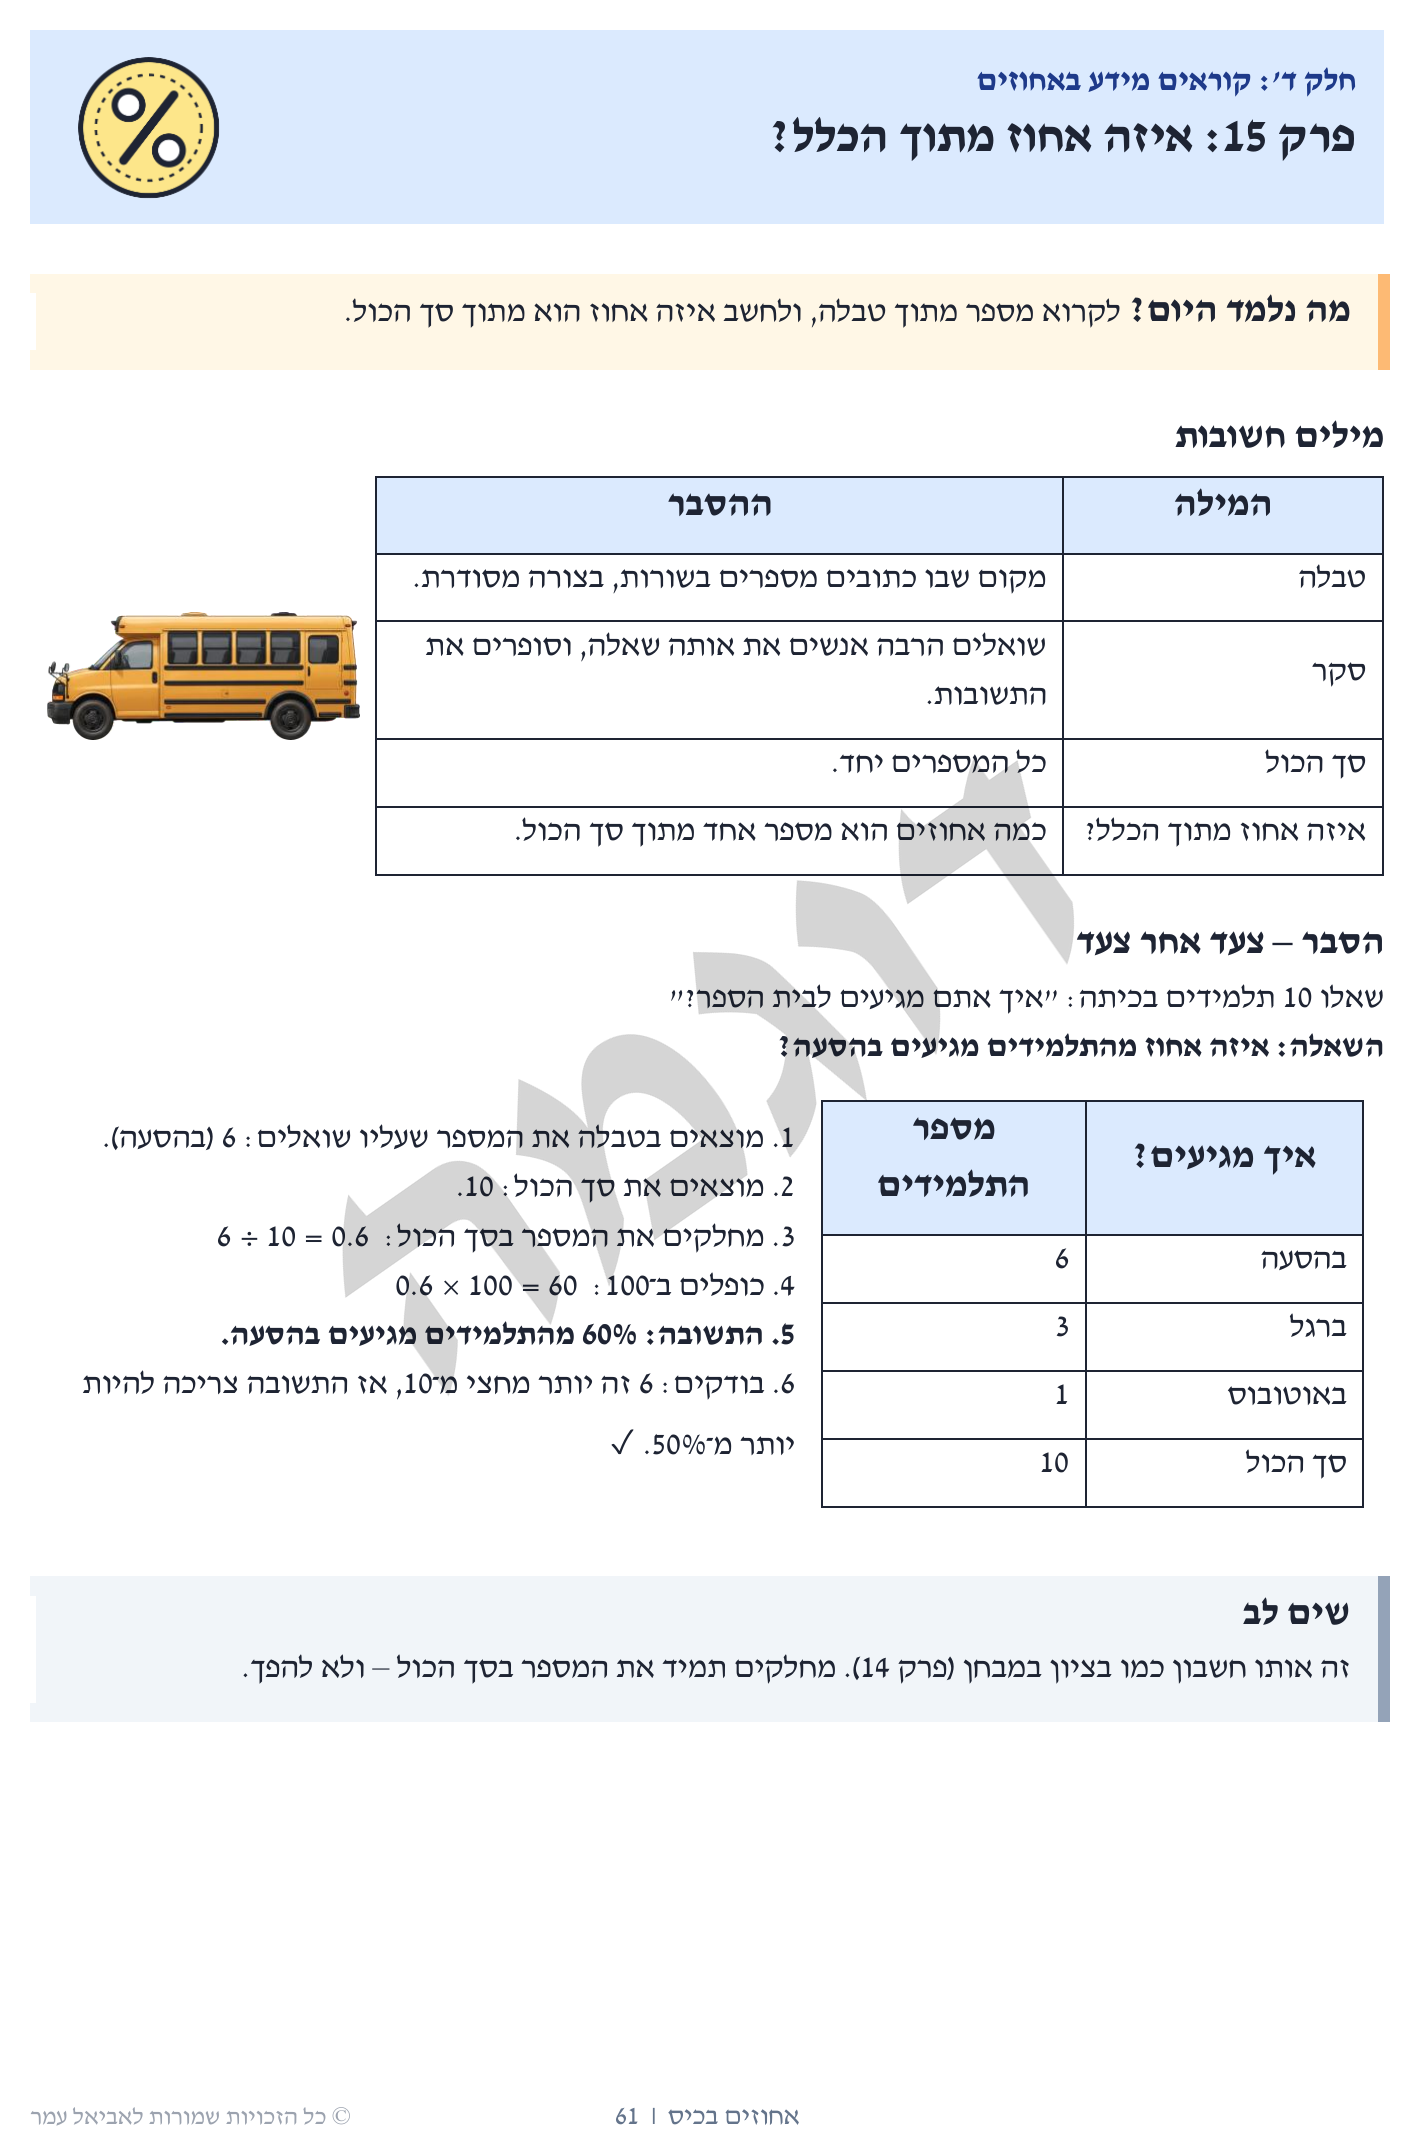 חלק ד׳: קוראים מידע באחוזים
פרק 15: איזה אחוז מתוך הכלל?
מה נלמד היום? לקרוא מספר מתוך טבלה, ולחשב איזה אחוז הוא מתוך סך הכול.
מילים חשובות
המילה ההסבר
טבלה מקום שבו כתובים מספרים בשורות, בצורה מסודרת.
סקר שואלים הרבה אנשים את אותה שאלה, וסופרים את
התשובות.
סך הכול כל המספרים יחד.
איזה אחוז מתוך הכלל? כמה אחוזים הוא מספר אחד מתוך סך הכול.
הסבר – צעד אחר צעד
שאלו 10 תלמידים בכיתה: ״איך אתם מגיעים לבית הספר?״
השאלה: איזה אחוז מהתלמידים מגיעים בהסעה?
איך מגיעים? מספר
התלמידים
בהסעה 6
ברגל 3
באוטובוס 1
סך הכול 10
1. מוצאים בטבלה את המספר שעליו שואלים: 6 (בהסעה).
2. מוצאים את סך הכול: 10.
3. מחלקים את המספר בסך הכול: 6 ÷ 10 = 0.6
4. כופלים ב־100: 0.6 × 100 = 60
5. התשובה: 60% מהתלמידים מגיעים בהסעה.
6. בודקים: 6 זה יותר מחצי מ־10, אז התשובה צריכה להיות
יותר מ־50%. ✓
שים לב
זה אותו חשבון כמו בציון במבחן (פרק 14). מחלקים תמיד את המספר בסך הכול – ולא להפך.
דגמה
אחוזים בכיס | 61
© כל הזכויות שמורות לאביאל עמר